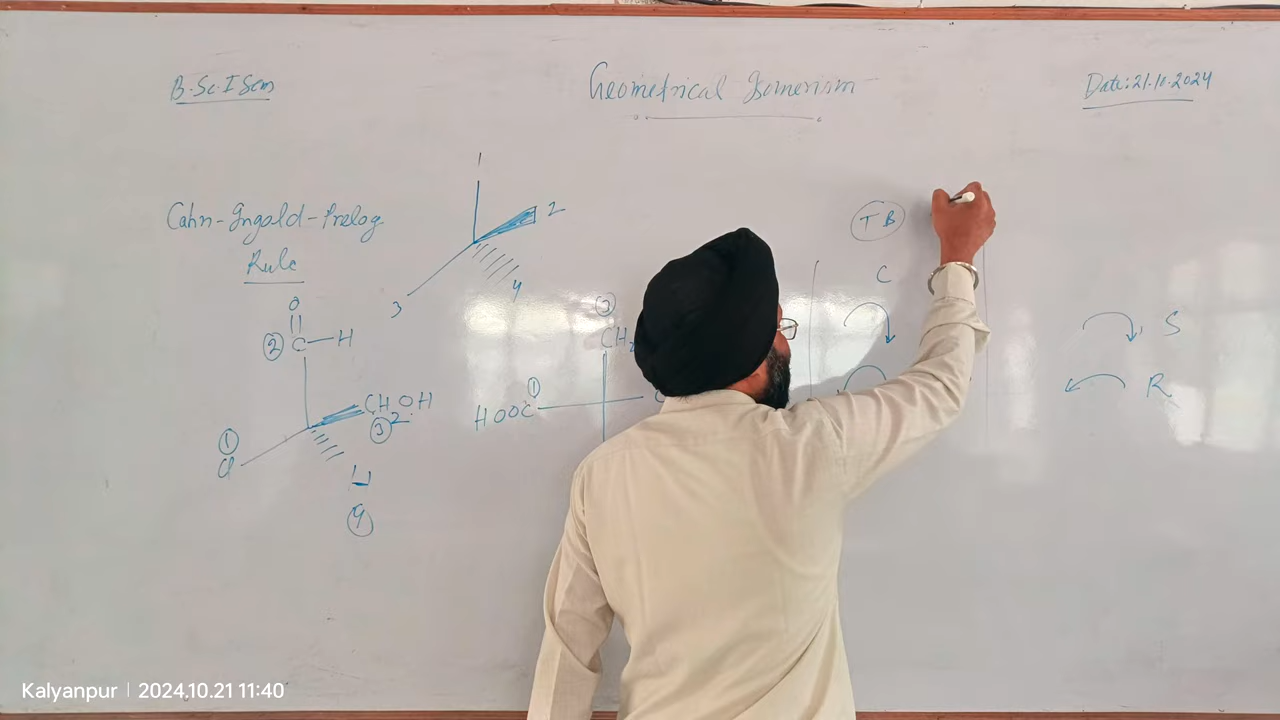 B.Sc. I Sem
Geometrical Isomerism
Date: 21.10.2024
Cahn-Ingold-Prelog
Rule
1
2
3
4
O
② C-H
CH2OH
③
①
Cl
H
④
②
CH
①
HOOC
T B
C
S
R
Kalyanpur | 2024.10.21 11:40